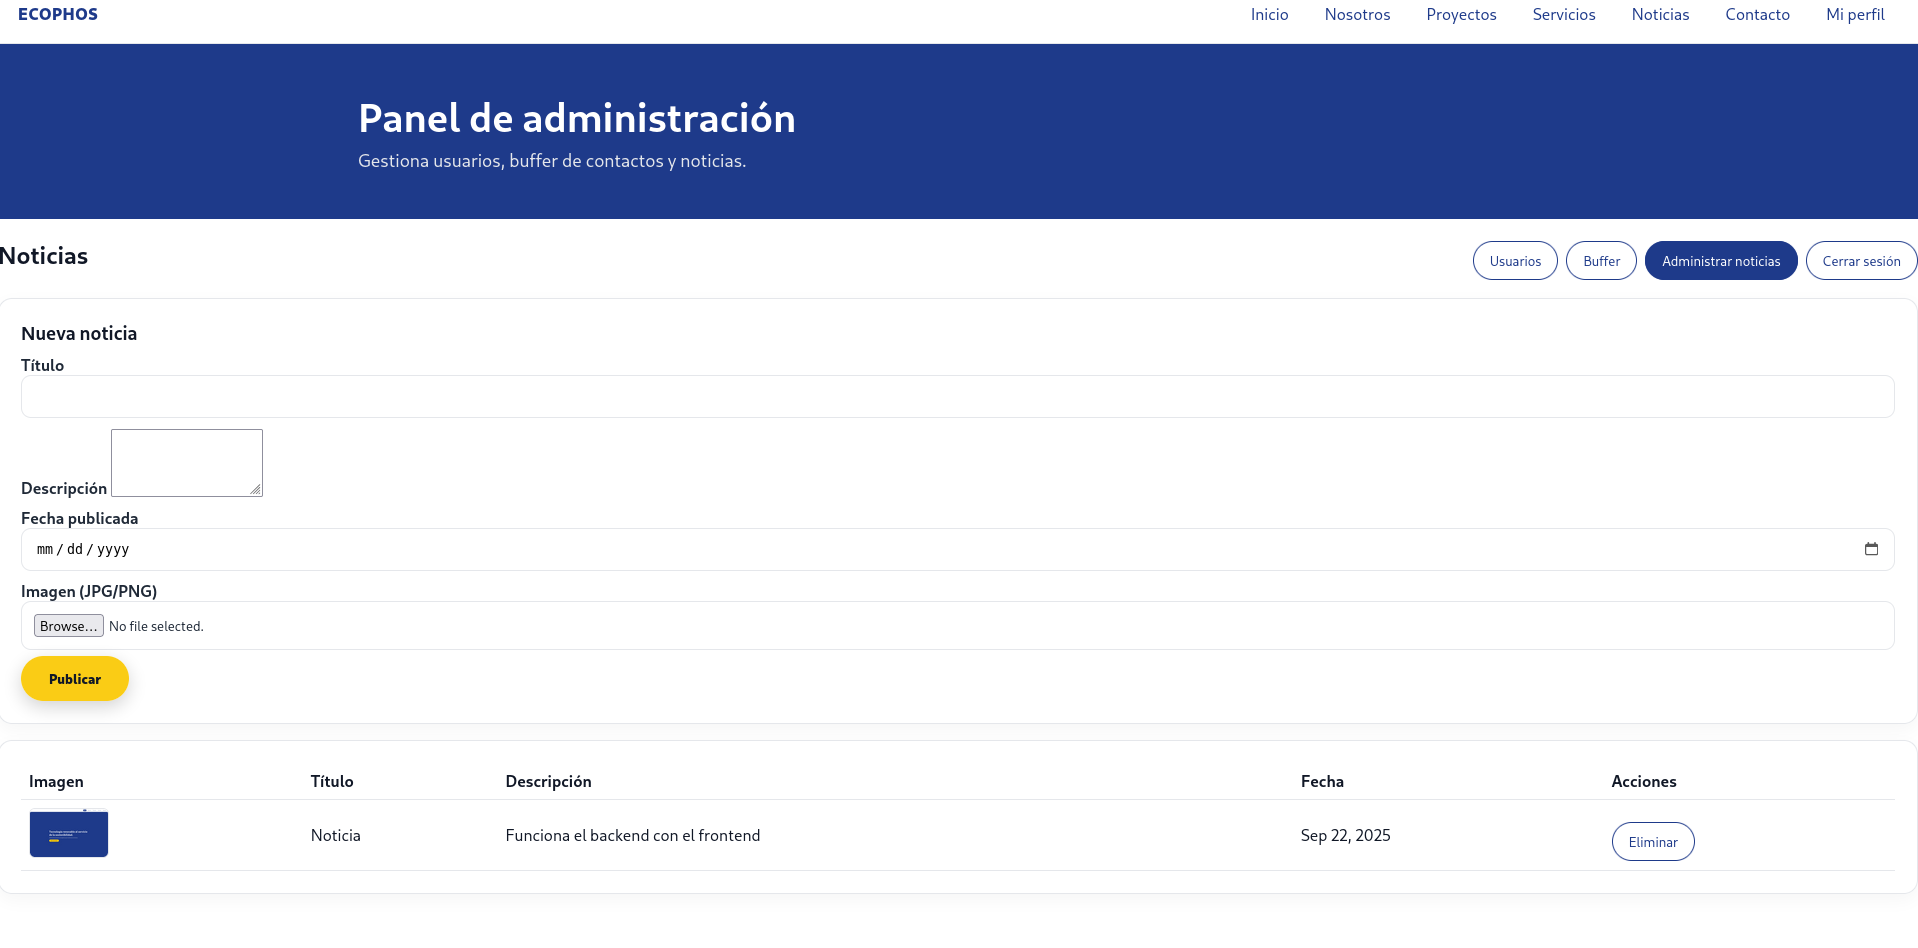 ECOPHOS
Inicio Nosotros Proyectos Servicios Noticias Contacto Mi perfil
Panel de administración
Gestiona usuarios, buffer de contactos y noticias.
Noticias
Usuarios Buffer Administrar noticias Cerrar sesión
Nueva noticia
Título
Descripción
Fecha publicada
mm / dd / yyyy
Imagen (JPG/PNG)
Browse... No file selected.
Publicar
Imagen Título Descripción Fecha Acciones
Noticia Funciona el backend con el frontend Sep 22, 2025 Eliminar